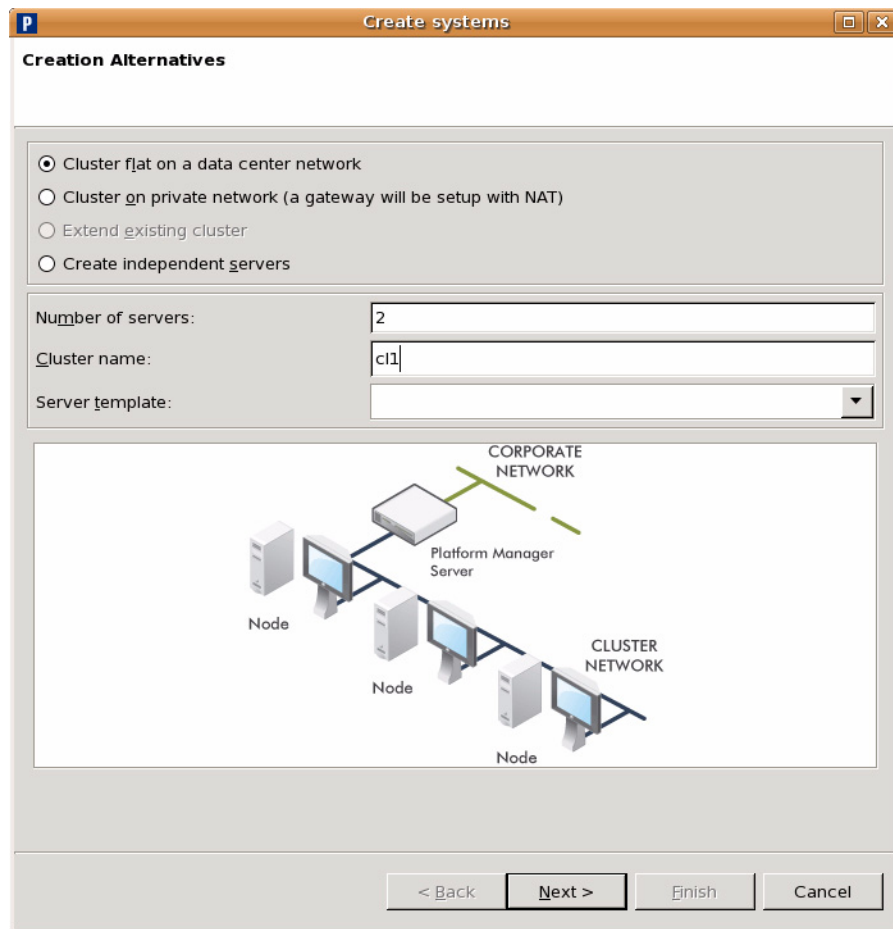 P
Create systems
Creation Alternatives
Cluster flat on a data center network
Cluster on private network (a gateway will be setup with NAT)
Extend existing cluster
Create independent servers
Number of servers:
2
Cluster name:
cl1
Server template:
CORPORATE
NETWORK
Platform Manager
Server
Node
CLUSTER
NETWORK
Node
Node
< Back
Next >
Finish
Cancel